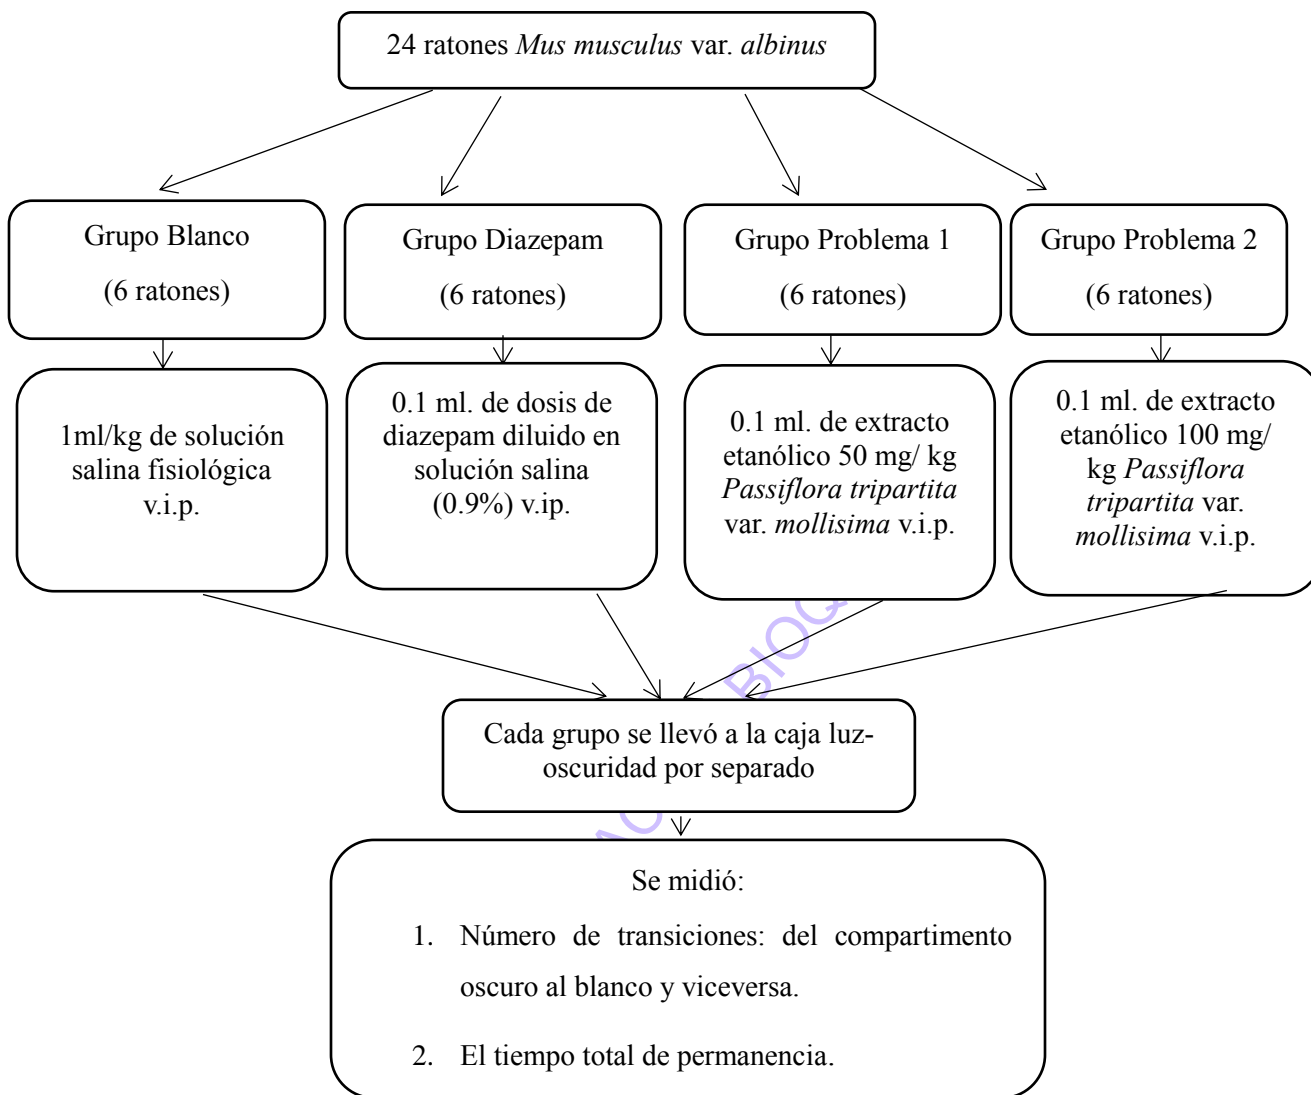 24 ratones Mus musculus var. albinus
Grupo Blanco
(6 ratones)
Grupo Diazepam
(6 ratones)
Grupo Problema 1
(6 ratones)
Grupo Problema 2
(6 ratones)
1ml/kg de solución
salina fisiológica
v.i.p.
0.1 ml. de dosis de
diazepam diluido en
solución salina
(0.9%) v.ip.
0.1 ml. de extracto
etanólico 50 mg/ kg
Passiflora tripartita
var. mollisima v.i.p.
0.1 ml. de extracto
etanólico 100 mg/
kg Passiflora
tripartita var.
mollisima v.i.p.
Cada grupo se llevó a la caja luz-
oscuridad por separado
Se midió:
1. Número de transiciones: del compartimento
oscuro al blanco y viceversa.
2. El tiempo total de permanencia.